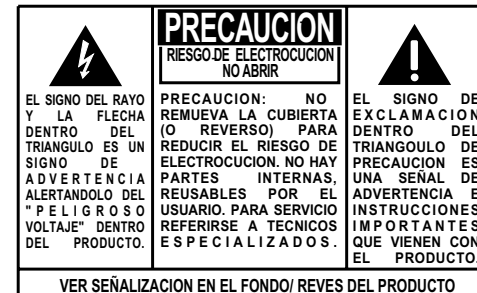 PRECAUCION
RIESGO DE ELECTROCUCION
NO ABRIR
EL SIGNO DEL RAYO
Y LA FLECHA
DENTRO DEL
TRIANGULO ES UN
SIGNO DE
ADVERTENCIA
ALERTANDOLO DEL
"PELIGROSO
VOLTAJE" DENTRO
DEL PRODUCTO.
PRECAUCION: NO
REMUEVA LA CUBIERTA
(O REVERSO) PARA
REDUCIR EL RIESGO DE
ELECTROCUCION. NO HAY
PARTES INTERNAS,
REUSABLES POR EL
USUARIO. PARA SERVICIO
REFERIRSE A TECNICOS
ESPECIALIZADOS.
EL SIGNO DE
EXCLAMACION
DENTRO DEL
TRIANGOULO DE
PRECAUCION ES
UNA SEÑAL DE
ADVERTENCIA E
INSTRUCCIONES
IMPORTANTES
QUE VIENEN CON
EL PRODUCTO.
VER SEÑALIZACION EN EL FONDO/ REVES DEL PRODUCTO